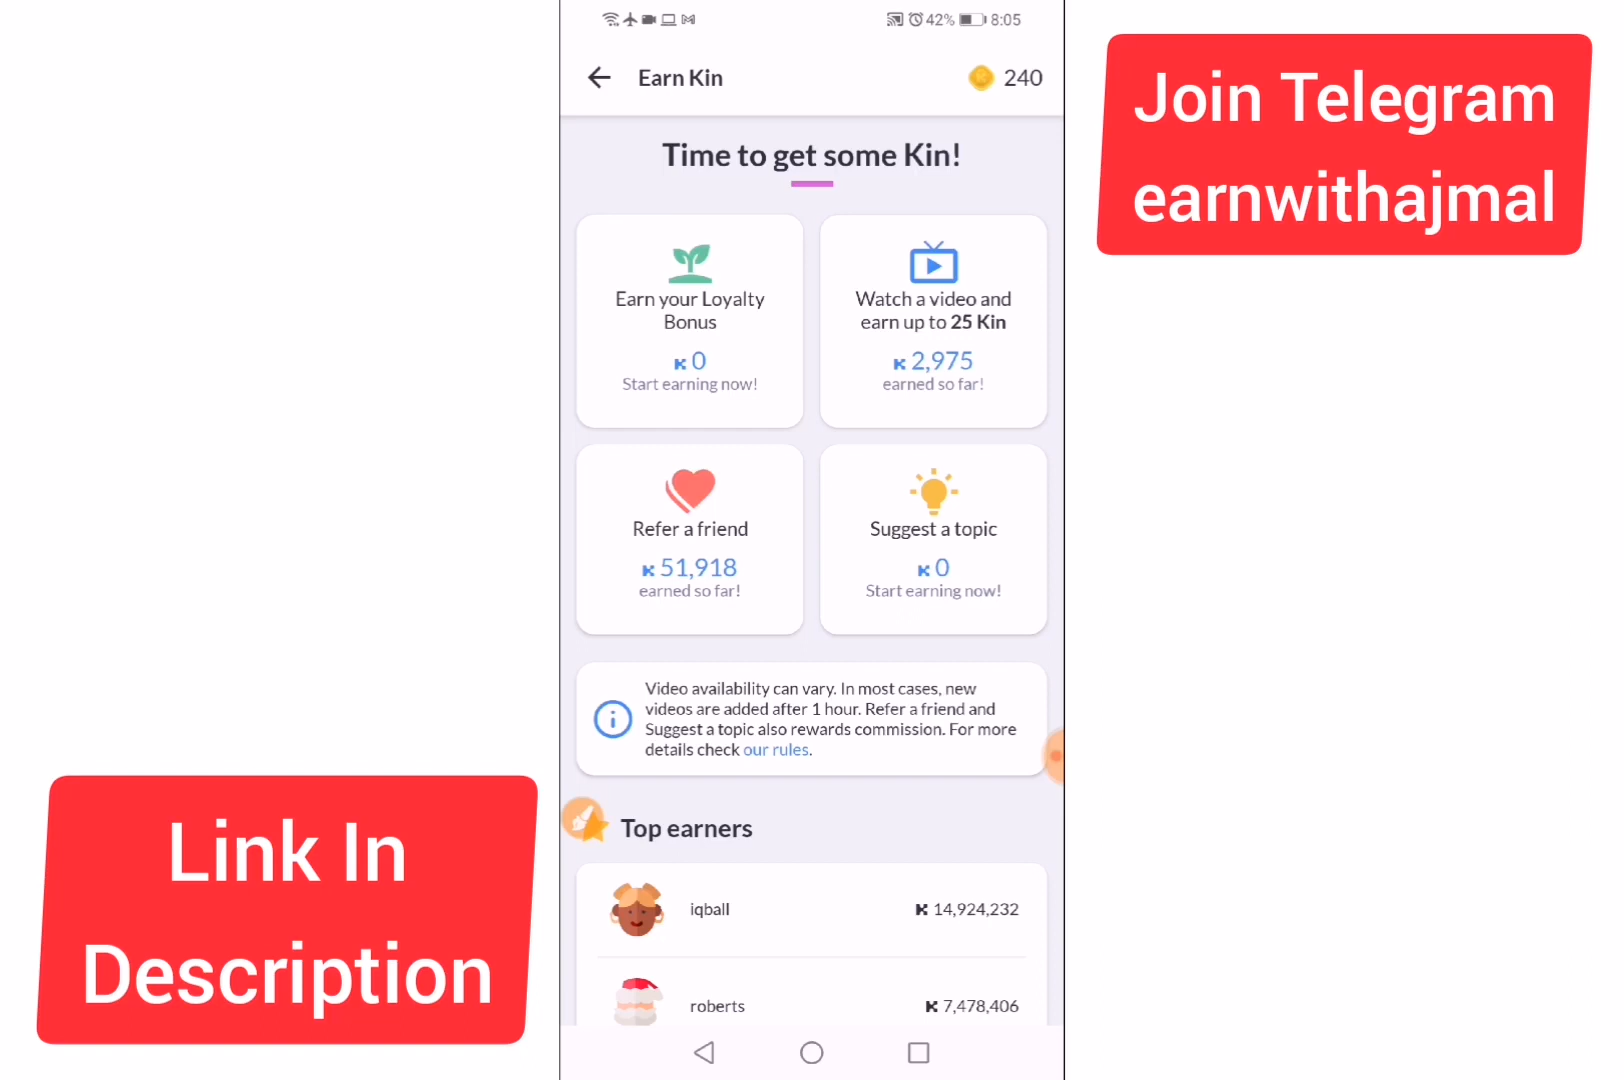 42% 8:05
Earn Kin 240
Time to get some Kin!
Earn your Loyalty
Bonus
0
Start earning now!
Watch a video and
earn up to 25 Kin
2,975
earned so far!
Refer a friend
51,918
earned so far!
Suggest a topic
0
Start earning now!
Video availability can vary. In most cases, new
videos are added after 1 hour. Refer a friend and
Suggest a topic also rewards commission. For more
details check our rules.
Top earners
iqball 14,924,232
roberts 7,478,406
Join Telegram
earnwithajmal
Link In
Description